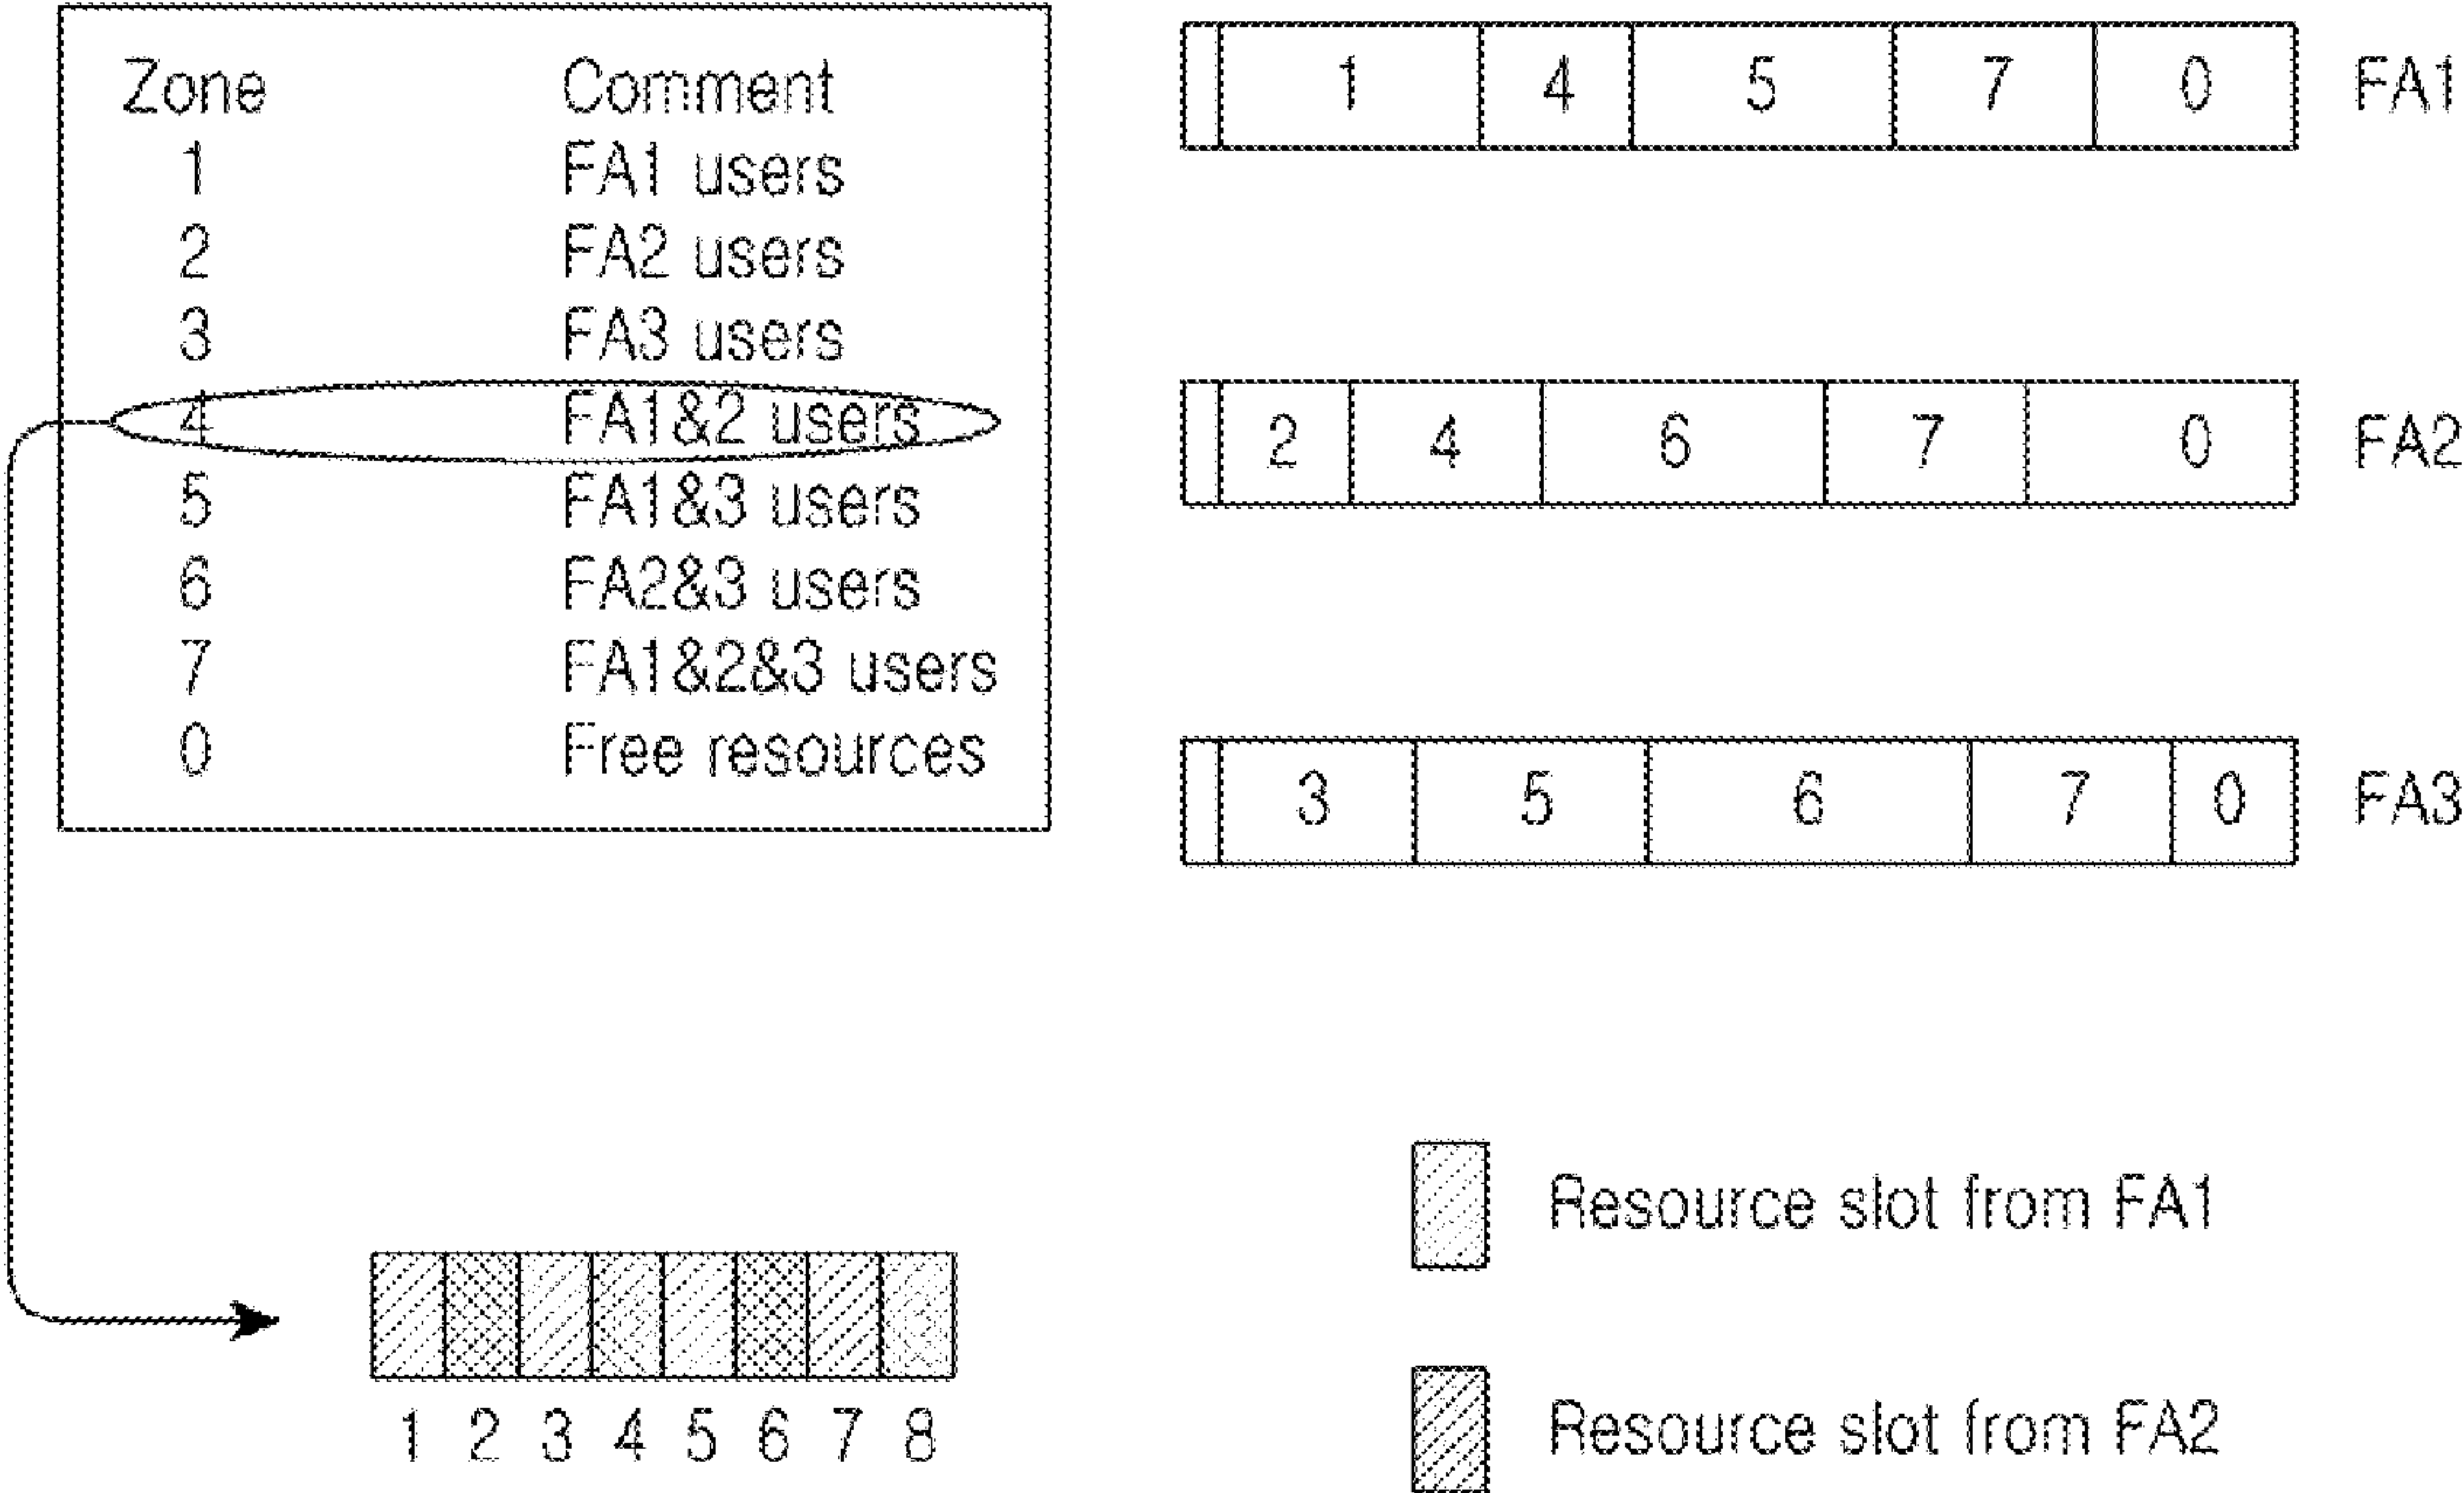 Zone Comment
1 FA1 users
2 FA2 users
3 FA3 users
4 FA1&2 users
5 FA1&3 users
6 FA2&3 users
7 FA1&2&3 users
0 Free resources
1 4 5 7 0 FA1
2 4 6 7 0 FA2
3 5 6 7 0 FA3
1 2 3 4 5 6 7 8
Resource slot from FA1
Resource slot from FA2